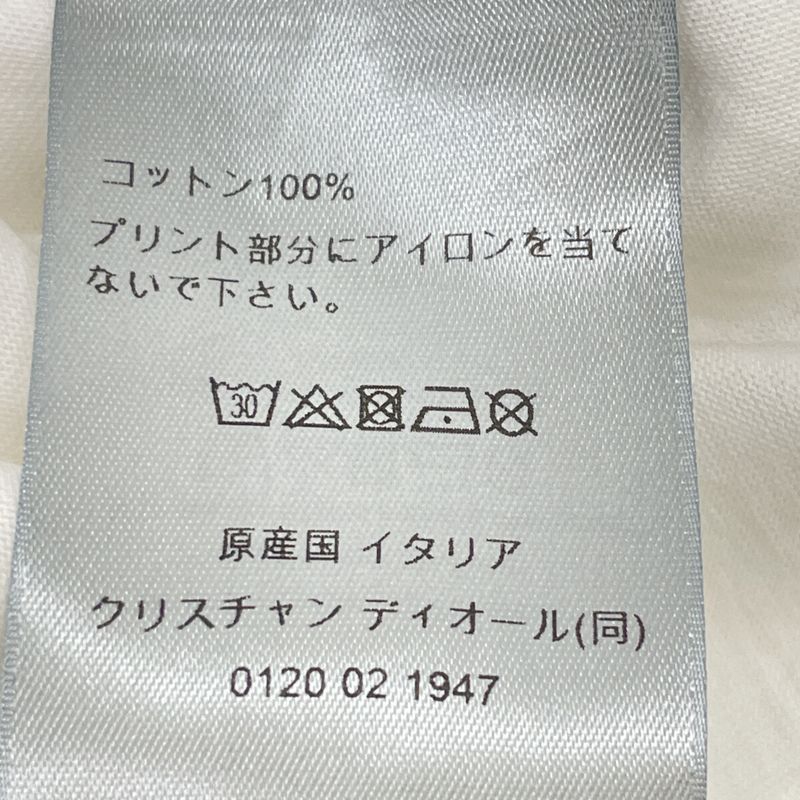 コットン100%
プリント部分にアイロンを当て
ないで下さい。
30
原産国 イタリア
クリスチャン ディオール(同)
0120 02 1947